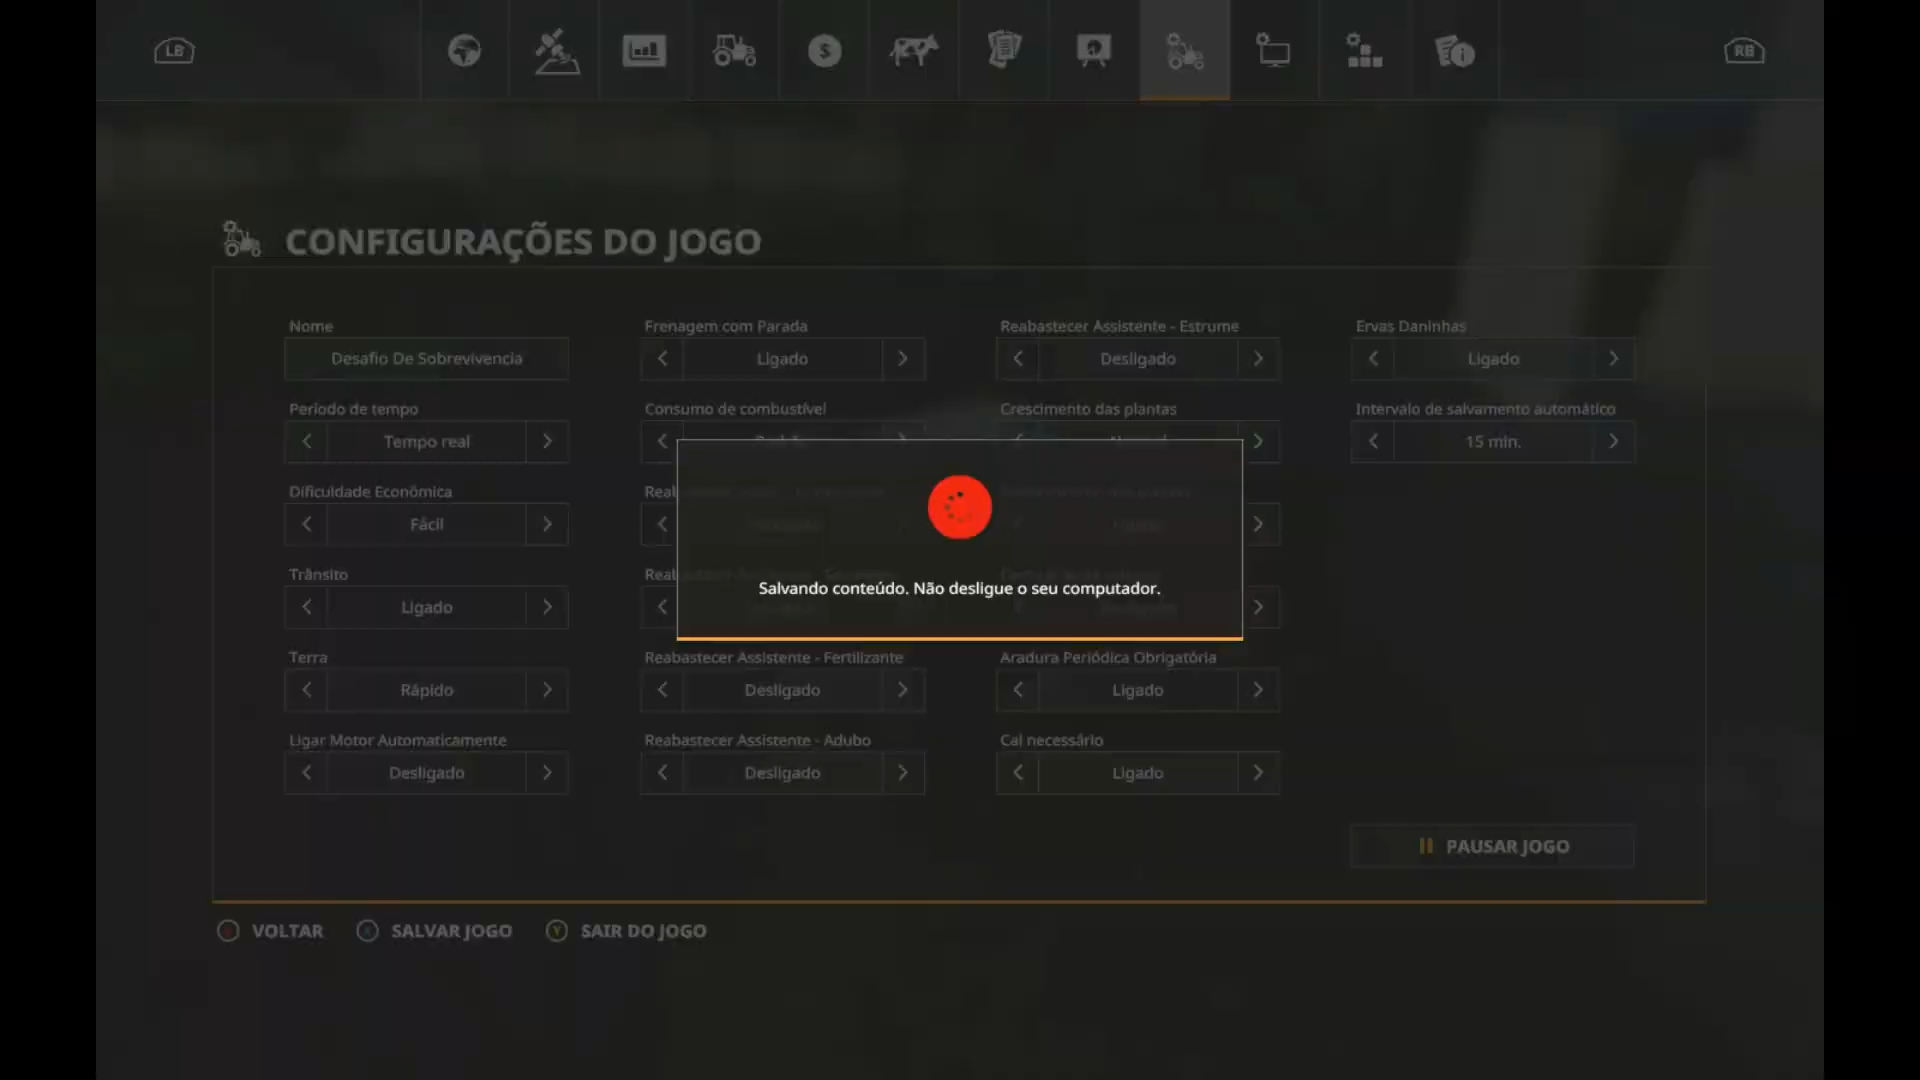 LB
RB
CONFIGURAÇÕES DO JOGO
Nome
Desafio De Sobrevivencia
Período de tempo
Tempo real
Dificuldade Econômica
Fácil
Trânsito
Ligado
Terra
Rápido
Ligar Motor Automaticamente
Desligado
Frenagem com Parada
Ligado
Consumo de combustível
Reabastecer Assistente - Fertilizante
Desligado
Reabastecer Assistente - Adubo
Desligado
Reabastecer Assistente - Estrume
Desligado
Crescimento das plantas
Aradura Periódica Obrigatória
Ligado
Cal necessário
Ligado
Ervas Daninhas
Ligado
Intervalo de salvamento automático
15 min.
Salvando conteúdo. Não desligue o seu computador.
PAUSAR JOGO
VOLTAR
X SALVAR JOGO
Y SAIR DO JOGO